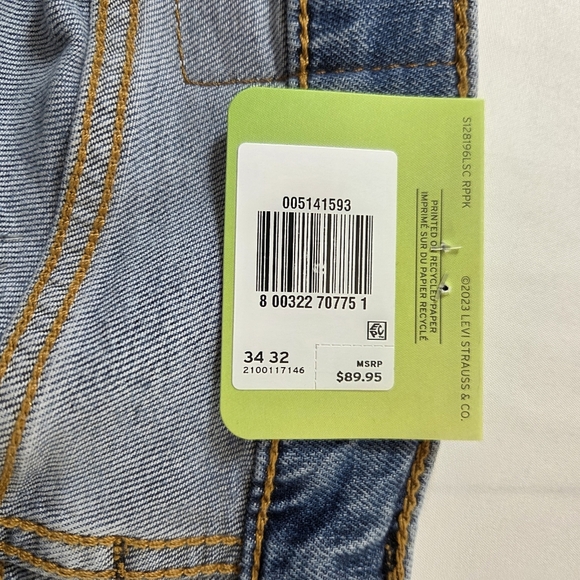 005141593
8 00322 70775 1
34 32
2100117146
MSRP
$89.95
S128196LSC RPPK
PRINTED ON RECYCLED PAPER
IMPRIMÉ SUR DU PAPIER RECYCLÉ
©2023 LEVI STRAUSS & CO.